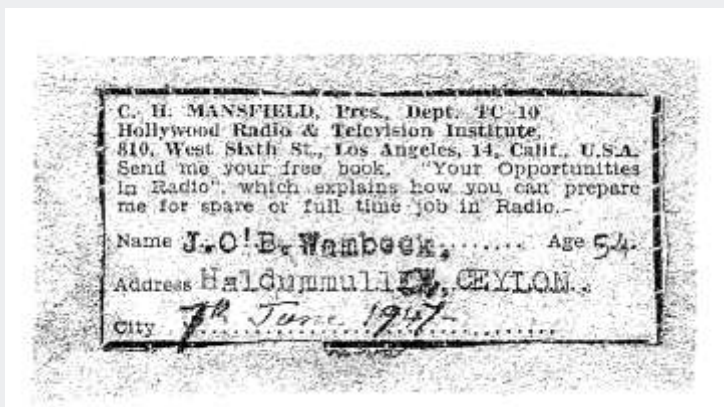 C. H. MANSFIELD, Pres., Dept. TC-10
Hollywood Radio & Television Institute,
810, West Sixth St., Los Angeles, 14, Calif., U.S.A.
Send me your free book, "Your Opportunities
in Radio", which explains how you can prepare
me for spare or full time job in Radio.-
Name J.O'B. Wambeek, ........ Age 54.
Address Haldummulla, CEYLON.
City 7th June 1947